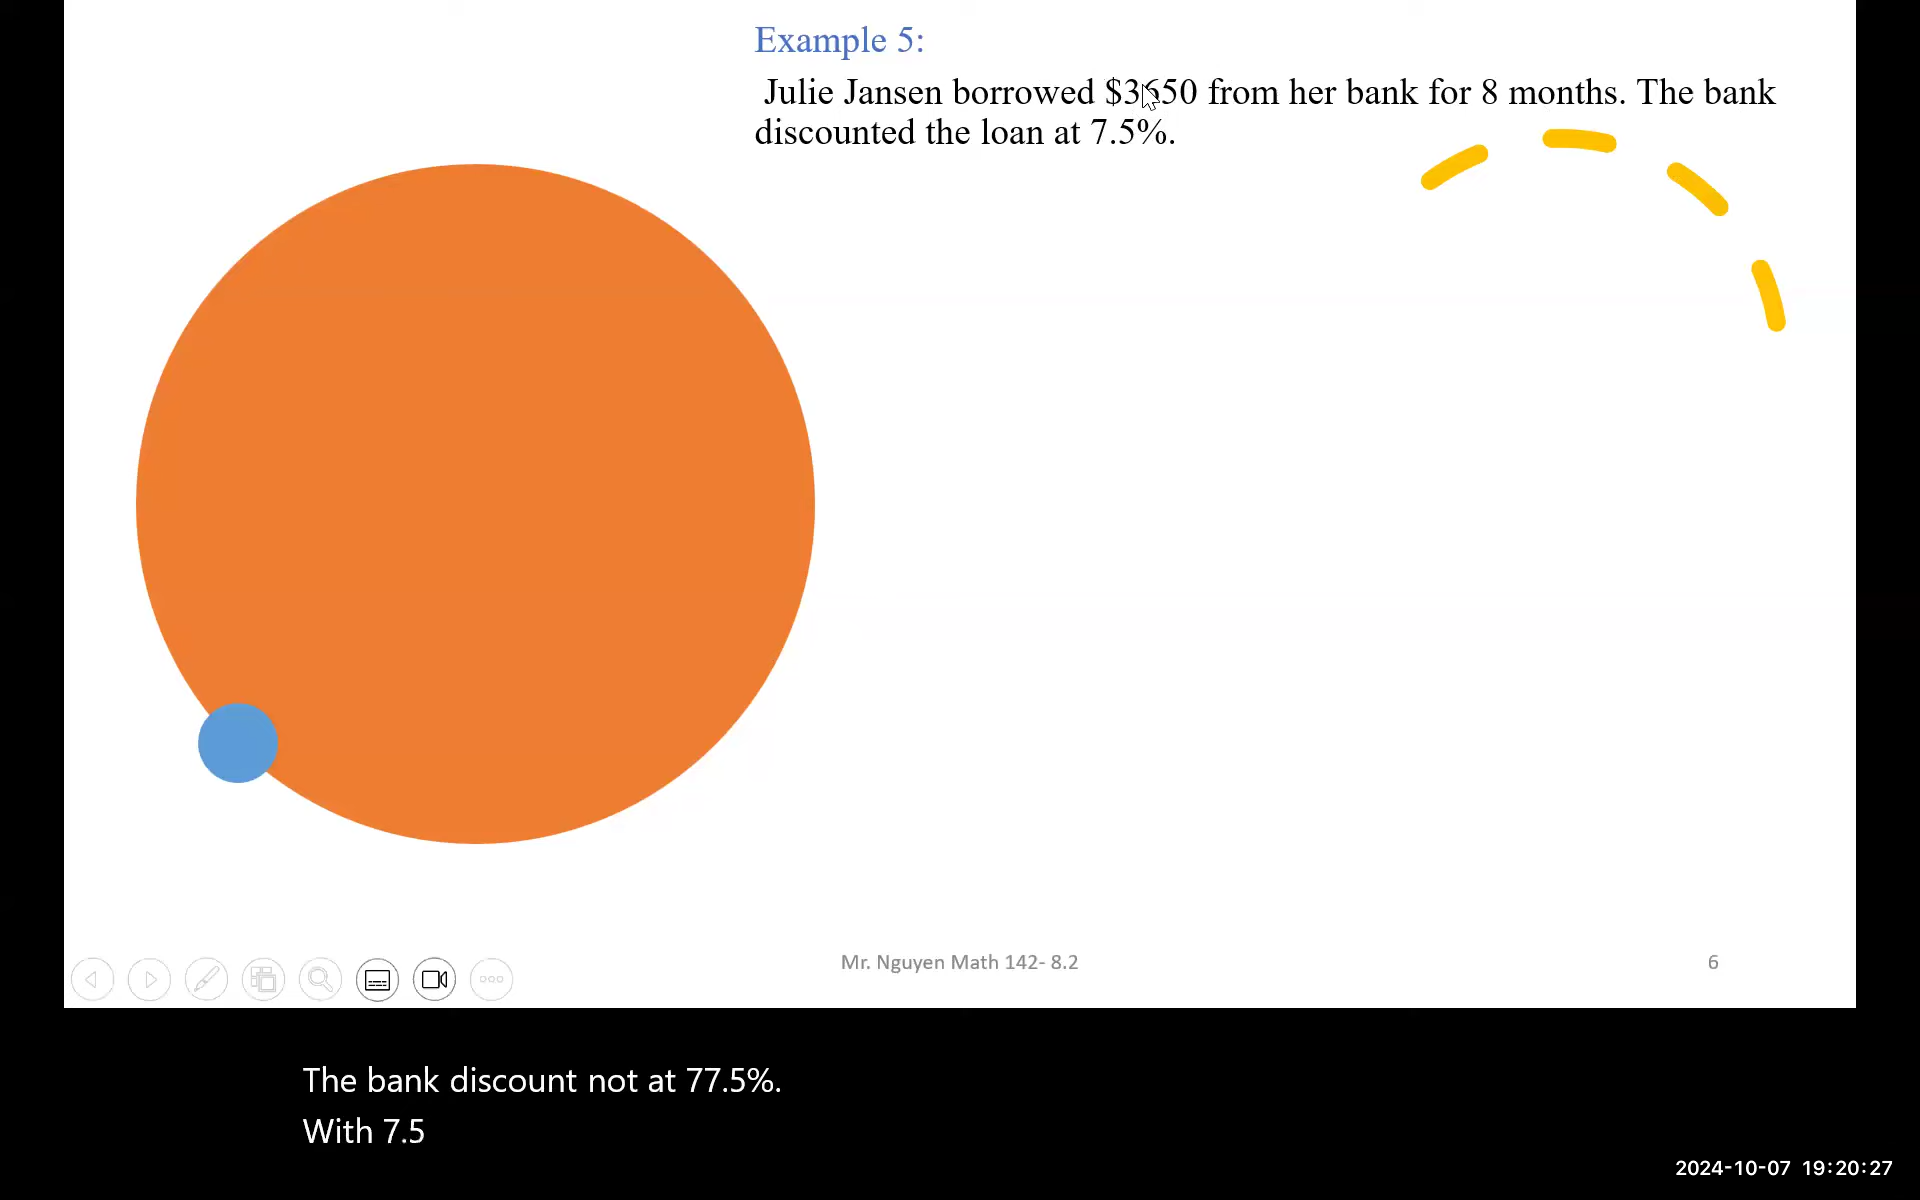 Example 5:
Julie Jansen borrowed $3650 from her bank for 8 months. The bank
discounted the loan at 7.5%.
Mr. Nguyen Math 142- 8.2
6
The bank discount not at 77.5%.
With 7.5
2024-10-07 19:20:27